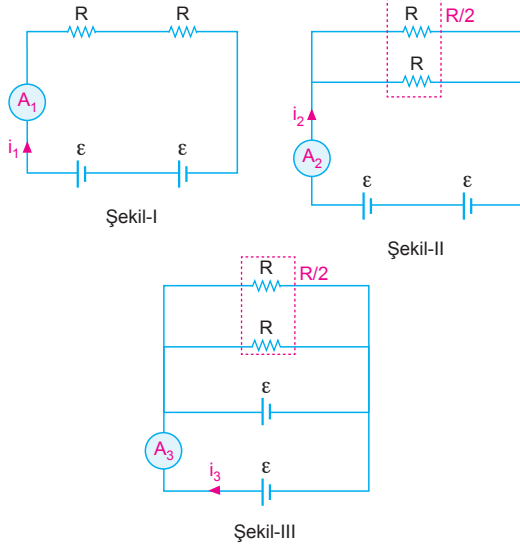 R R
A₁
i₁
ε ε
Şekil-I
R R/2
R
i₂
A₂
ε ε
Şekil-II
R R/2
R
ε
A₃
ε
i₃
Şekil-III